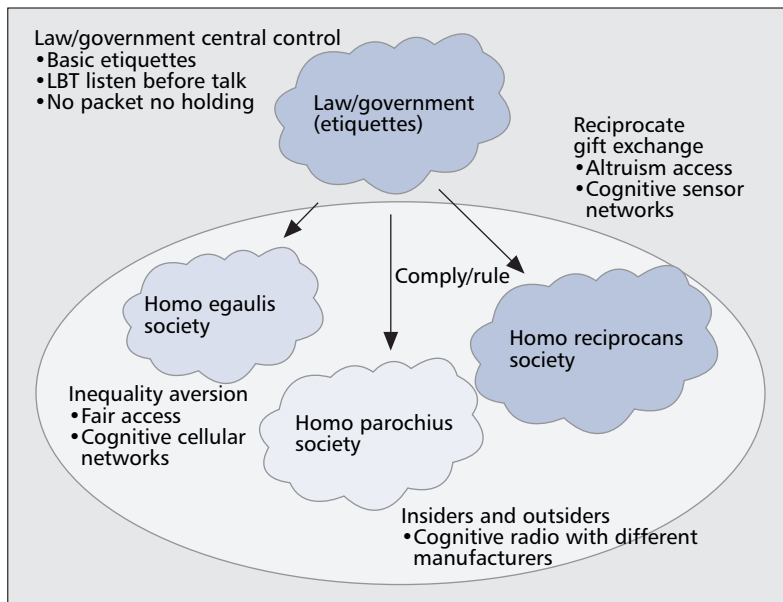 Law/government central control
•Basic etiquettes
•LBT listen before talk
•No packet no holding
Law/government
(etiquettes)
Reciprocate
gift exchange
•Altruism access
•Cognitive sensor
networks
Comply/rule
Homo egaulis
society
Homo reciprocans
society
Inequality aversion
•Fair access
•Cognitive cellular
networks
Homo parochius
society
Insiders and outsiders
•Cognitive radio with different
manufacturers